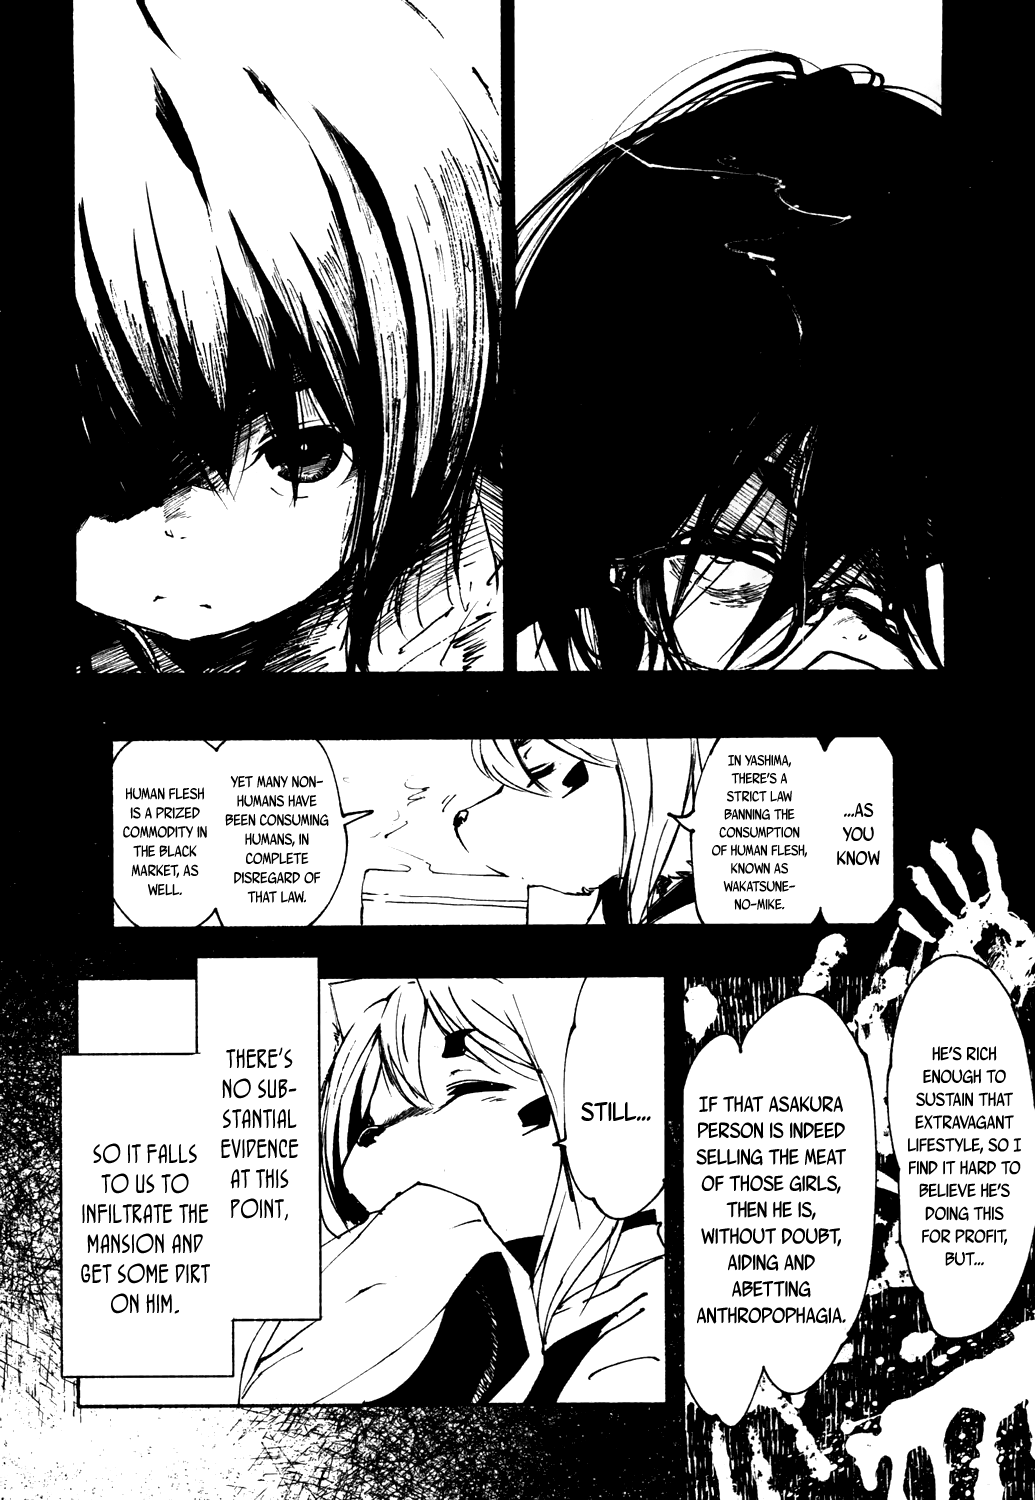 ...AS
YOU
KNOW
IN YASHIMA,
THERE'S A
STRICT LAW
BANNING THE
CONSUMPTION
OF HUMAN FLESH,
KNOWN AS
WAKATSUNE-
NO-MIKE.
YET MANY NON-
HUMANS HAVE
BEEN CONSUMING
HUMANS, IN
COMPLETE
DISREGARD OF
THAT LAW.
HUMAN FLESH
IS A PRIZED
COMMODITY IN
THE BLACK
MARKET, AS
WELL.
HE'S RICH
ENOUGH TO
SUSTAIN THAT
EXTRAVAGANT
LIFESTYLE, SO I
FIND IT HARD TO
BELIEVE HE'S
DOING THIS
FOR PROFIT,
BUT...
IF THAT ASAKURA
PERSON IS INDEED
SELLING THE MEAT
OF THOSE GIRLS,
THEN HE IS,
WITHOUT DOUBT,
AIDING AND
ABETTING
ANTHROPOPHAGIA.
STILL...
THERE'S
NO SUB-
STANTIAL
EVIDENCE
AT THIS
POINT,
SO IT FALLS
TO US TO
INFILTRATE THE
MANSION AND
GET SOME DIRT
ON HIM.